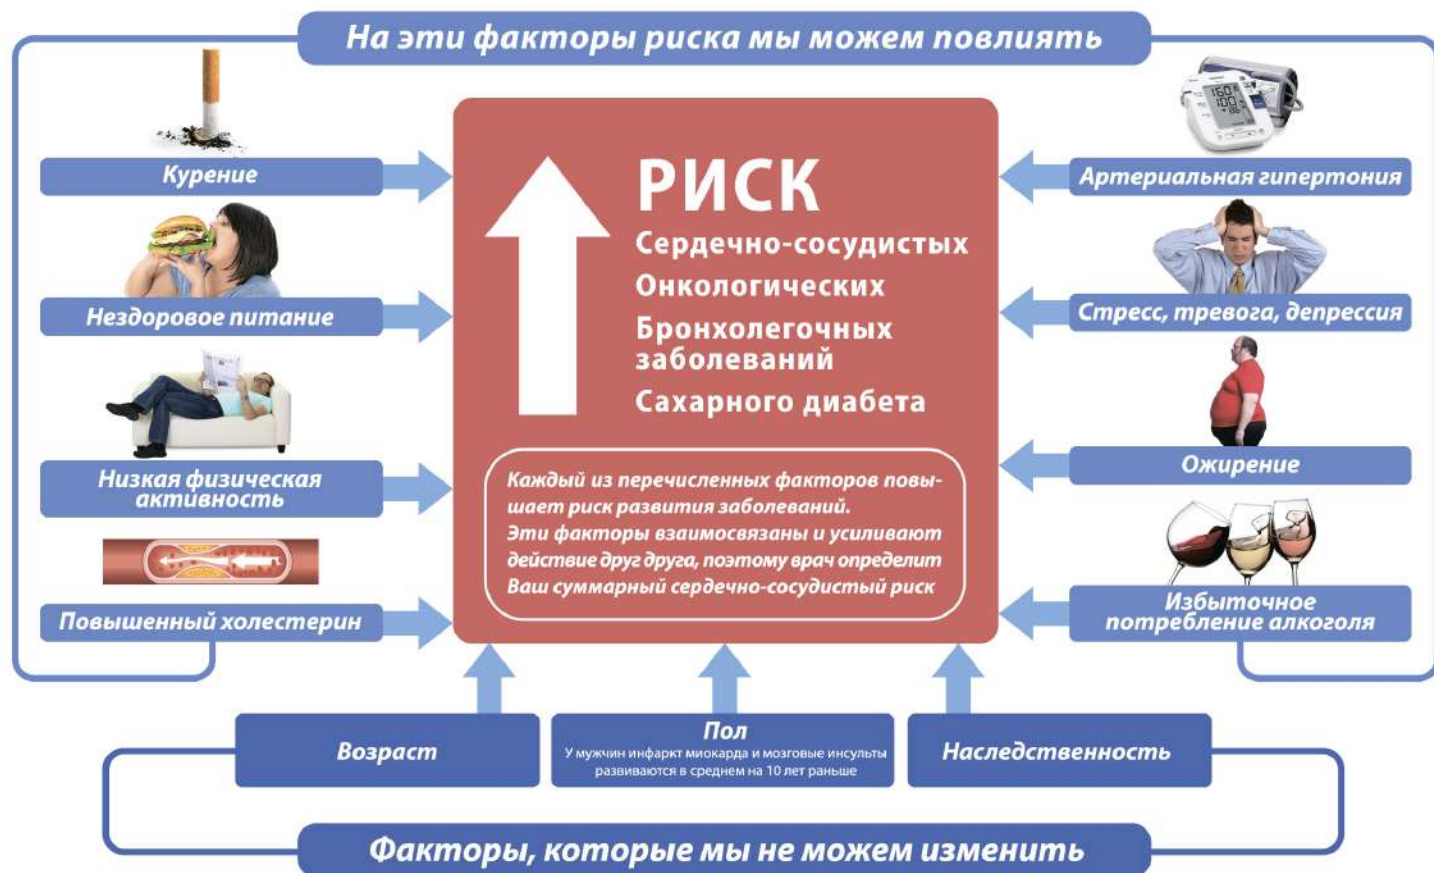 На эти факторы риска мы можем повлиять
Курение
Нездоровое питание
Низкая физическая
активность
Повышенный холестерин
РИСК
Сердечно-сосудистых
Онкологических
Бронхолегочных
заболеваний
Сахарного диабета
Каждый из перечисленных факторов повы-
шает риск развития заболеваний.
Эти факторы взаимосвязаны и усиливают
действие друг друга, поэтому врач определит
Ваш суммарный сердечно-сосудистый риск
160
100
86
Артериальная гипертония
Стресс, тревога, депрессия
Ожирение
Избыточное
потребление алкоголя
Возраст
Пол
У мужчин инфаркт миокарда и мозговые инсульты
развиваются в среднем на 10 лет раньше
Наследственность
Факторы, которые мы не можем изменить